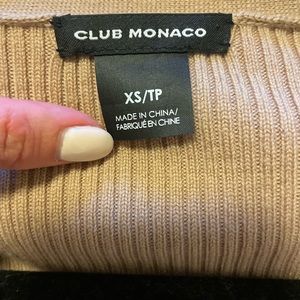 CLUB MONACO
XS/TP
MADE IN CHINA/
FABRIQUÉ EN CHINE